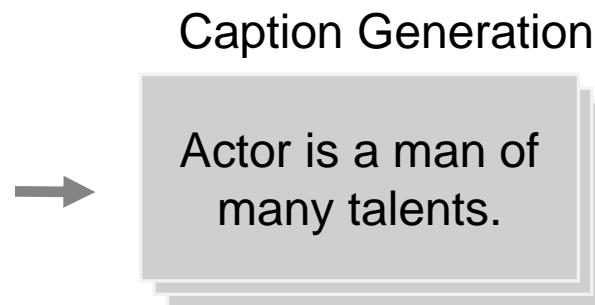 Caption Generation
Actor is a man of
many talents.